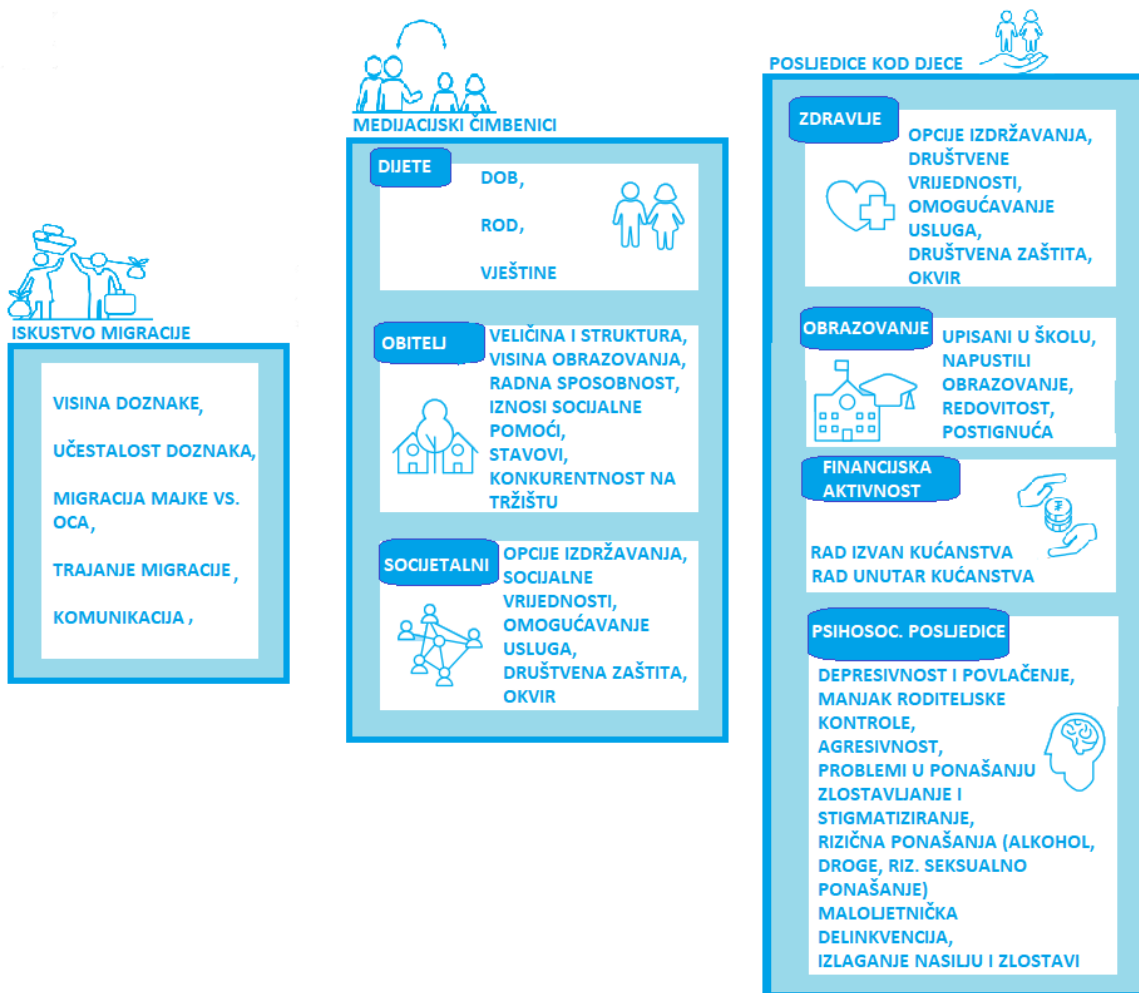 ISKUSTVO MIGRACIJE
VISINA DOZNAKE,
UČESTALOST DOZNAKA,
MIGRACIJA MAJKE VS.
OCA,
TRAJANJE MIGRACIJE,
KOMUNIKACIJA,
MEDIJACIJSKI ČIMBENICI
DIJETE
DOB,
ROD,
VJEŠTINE
OBITELJ
VELIČINA I STRUKTURA,
VISINA OBRAZOVANJA,
RADNA SPOSOBNOST,
IZNOSI SOCIJALNE
POMOĆI,
STAVOVI,
KONKURENTNOST NA
TRŽIŠTU
SOCIJETALNI
OPCIJE IZDRŽAVANJA,
SOCIJALNE
VRIJEDNOSTI,
OMOGUĆAVANJE
USLUGA,
DRUŠTVENA ZAŠTITA,
OKVIR
POSLJEDICE KOD DJECE
ZDRAVLJE
OPCIJE IZDRŽAVANJA,
DRUŠTVENE
VRIJEDNOSTI,
OMOGUĆAVANJE
USLUGA,
DRUŠTVENA ZAŠTITA,
OKVIR
OBRAZOVANJE
UPISANI U ŠKOLU,
NAPUSTILI
OBRAZOVANJE,
REDOVITOST,
POSTIGNUĆA
FINANCIJSKA
AKTIVNOST
RAD IZVAN KUĆANSTVA
RAD UNUTAR KUĆANSTVA
PSIHOSOC. POSLJEDICE
DEPRESIVNOST I POVLAČENJE,
MANJAK RODITELJSKE
KONTROLE,
AGRESIVNOST,
PROBLEMI U PONAŠANJU
ZLOSTAVLJANJE I
STIGMATIZIRANJE,
RIZIČNA PONAŠANJA (ALKOHOL,
DROGE, RIZ. SEKSUALNO
PONAŠANJE)
MALOLJETNIČKA
DELINKVENCIJA,
IZLAGANJE NASILJU I ZLOSTAVI